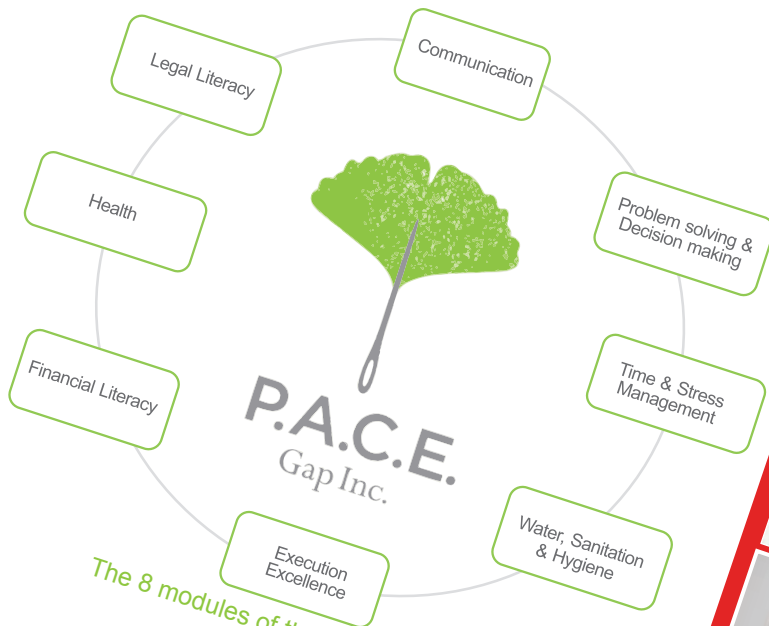 Communication
Problem solving &
Decision making
Time & Stress
Management
Water, Sanitation
& Hygiene
Execution
Excellence
Financial Literacy
Health
Legal Literacy
P.A.C.E.
Gap Inc.
The 8 modules of